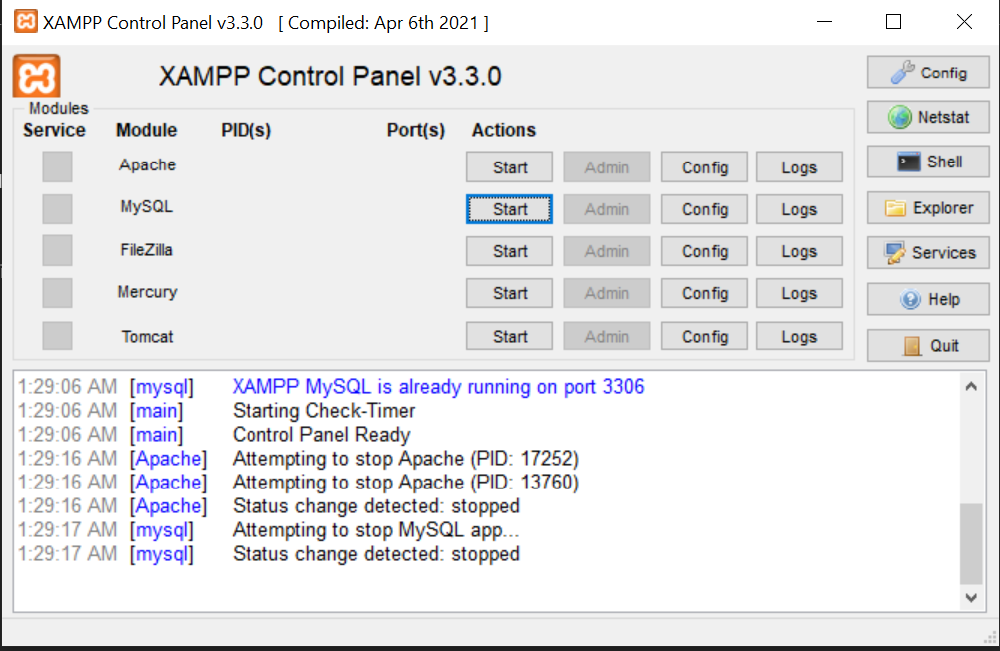 XAMPP Control Panel v3.3.0 [ Compiled: Apr 6th 2021 ]
XAMPP Control Panel v3.3.0
Config
Modules
Service Module PID(s) Port(s) Actions
Netstat
Apache Start Admin Config Logs
Shell
MySQL Start Admin Config Logs
Explorer
FileZilla Start Admin Config Logs
Services
Mercury Start Admin Config Logs
Help
Tomcat Start Admin Config Logs
Quit
1:29:06 AM [mysql] XAMPP MySQL is already running on port 3306
1:29:06 AM [main] Starting Check-Timer
1:29:06 AM [main] Control Panel Ready
1:29:16 AM [Apache] Attempting to stop Apache (PID: 17252)
1:29:16 AM [Apache] Attempting to stop Apache (PID: 13760)
1:29:16 AM [Apache] Status change detected: stopped
1:29:17 AM [mysql] Attempting to stop MySQL app...
1:29:17 AM [mysql] Status change detected: stopped